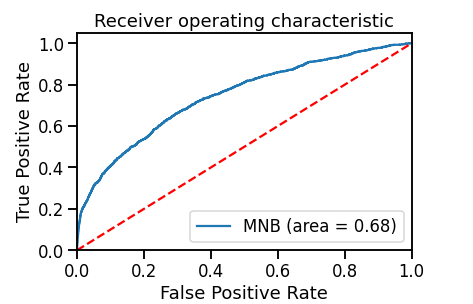 Receiver operating characteristic
True Positive Rate
1.0
0.8
0.6
0.4
0.2
0.0
MNB (area = 0.68)
0.0 0.2 0.4 0.6 0.8 1.0
False Positive Rate